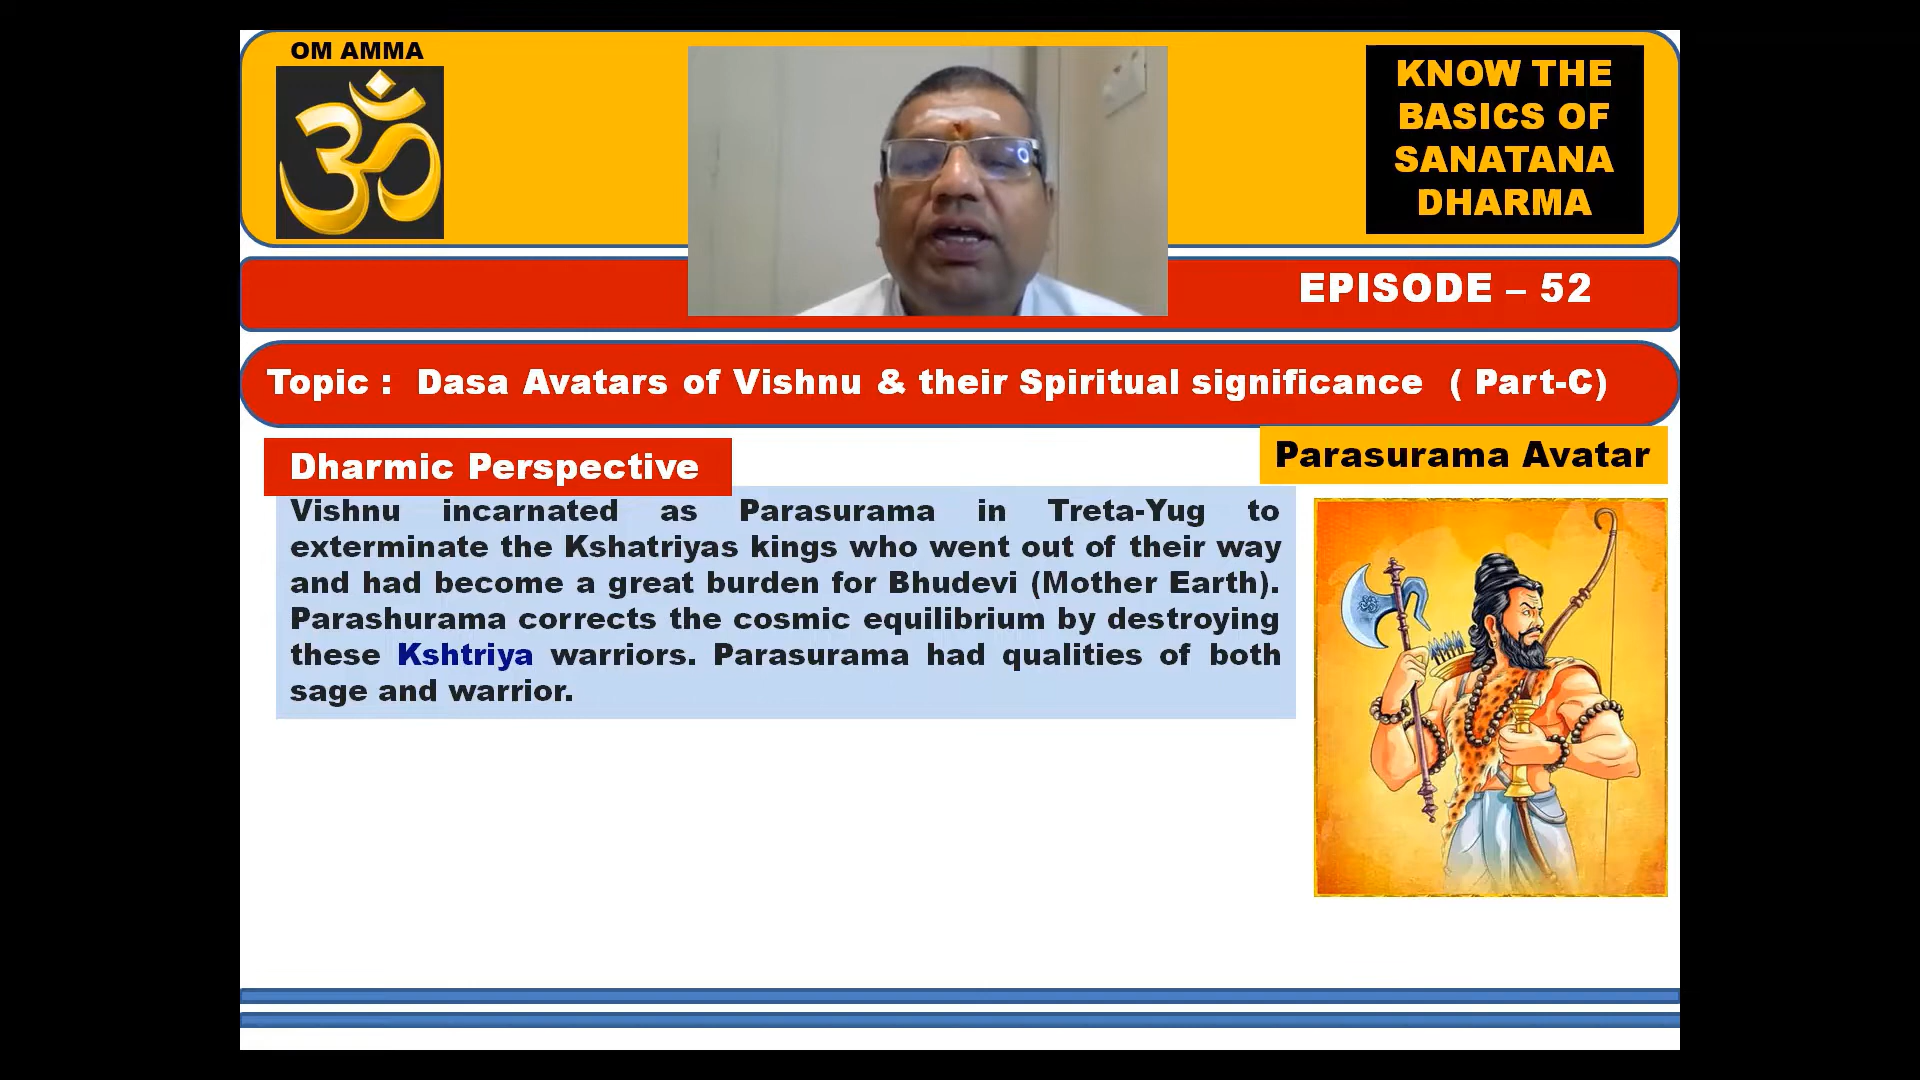 OM AMMA
KNOW THE
BASICS OF
SANATANA
DHARMA
EPISODE – 52
Topic : Dasa Avatars of Vishnu & their Spiritual significance ( Part-C)
Dharmic Perspective
Parasurama Avatar
Vishnu incarnated as Parasurama in Treta-Yug to
exterminate the Kshatriyas kings who went out of their way
and had become a great burden for Bhudevi (Mother Earth).
Parashurama corrects the cosmic equilibrium by destroying
these Kshtriya warriors. Parasurama had qualities of both
sage and warrior.